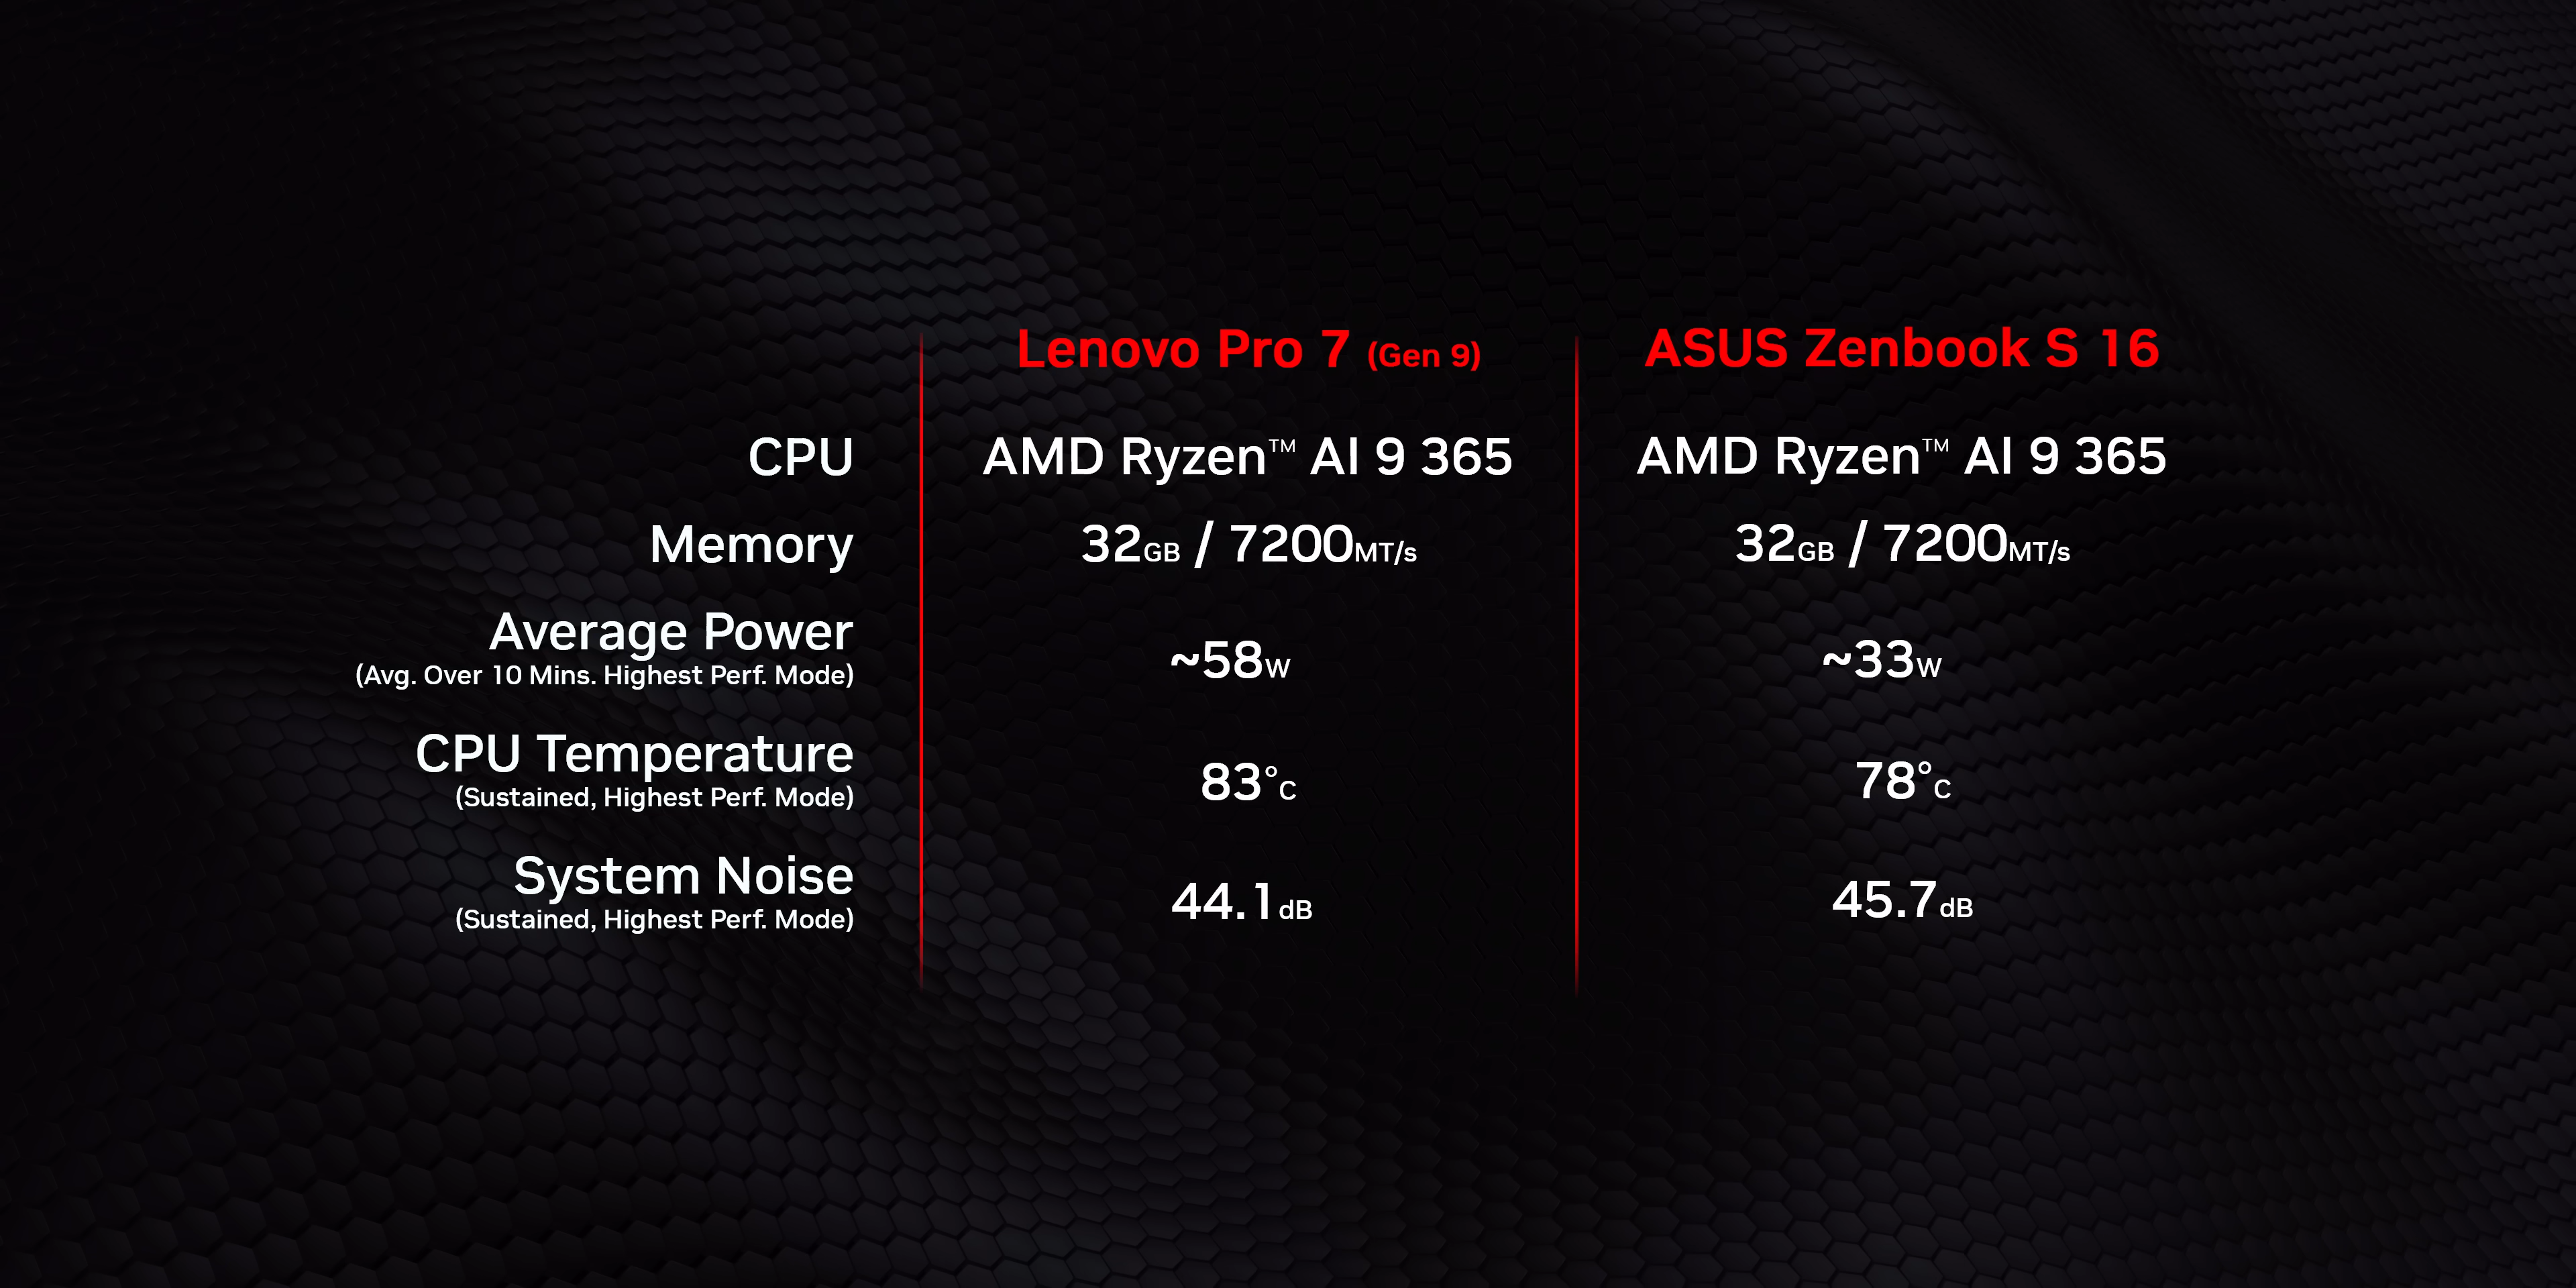 Lenovo Pro 7 (Gen 9) ASUS Zenbook S 16
CPU AMD Ryzen™ AI 9 365 AMD Ryzen™ AI 9 365
Memory 32GB / 7200MT/s 32GB / 7200MT/s
Average Power ~58W ~33W
(Avg. Over 10 Mins. Highest Perf. Mode)
CPU Temperature 83°C 78°C
(Sustained, Highest Perf. Mode)
System Noise 44.1dB 45.7dB
(Sustained, Highest Perf. Mode)